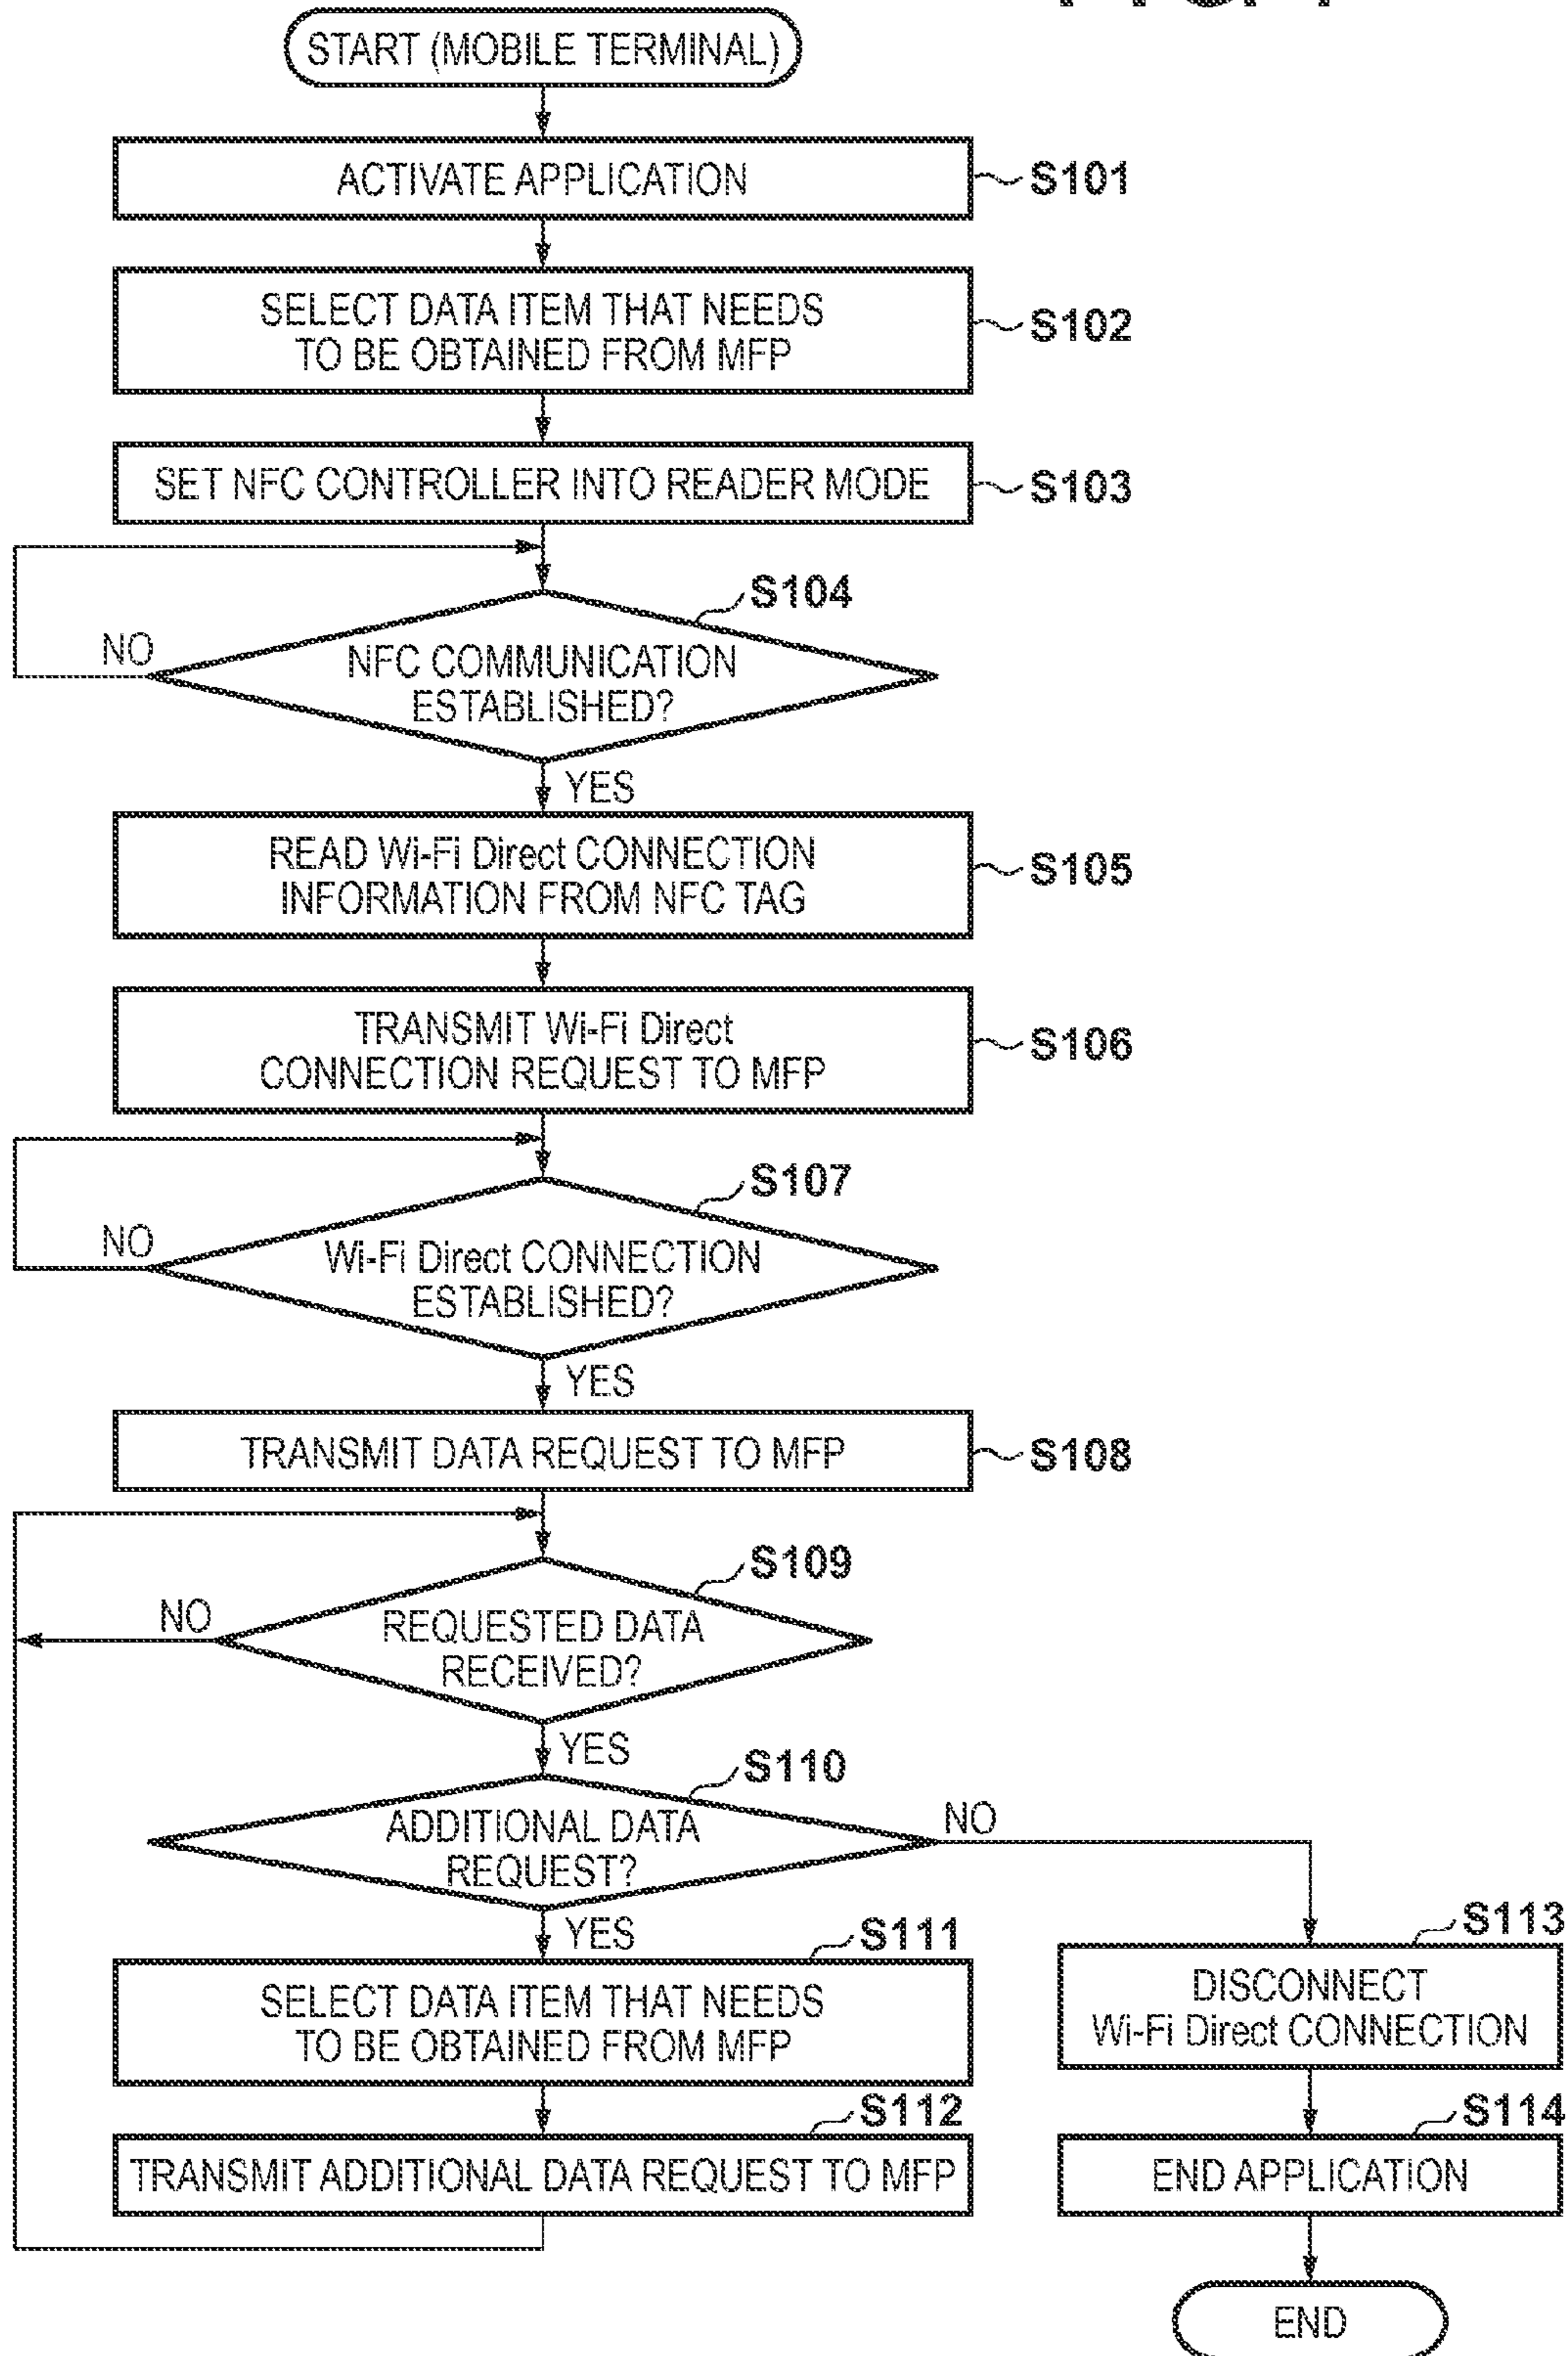 START (MOBILE TERMINAL)
ACTIVATE APPLICATION
S101
SELECT DATA ITEM THAT NEEDS
TO BE OBTAINED FROM MFP
S102
SET NFC CONTROLLER INTO READER MODE
S103
S104
NO
NFC COMMUNICATION
ESTABLISHED?
YES
READ Wi-Fi Direct CONNECTION
INFORMATION FROM NFC TAG
S105
TRANSMIT Wi-Fi Direct
CONNECTION REQUEST TO MFP
S106
S107
NO
Wi-Fi Direct CONNECTION
ESTABLISHED?
YES
TRANSMIT DATA REQUEST TO MFP
S108
S109
NO
REQUESTED DATA
RECEIVED?
YES
S110
ADDITIONAL DATA
REQUEST?
NO
YES
S111
SELECT DATA ITEM THAT NEEDS
TO BE OBTAINED FROM MFP
S112
TRANSMIT ADDITIONAL DATA REQUEST TO MFP
S113
DISCONNECT
Wi-Fi Direct CONNECTION
S114
END APPLICATION
END